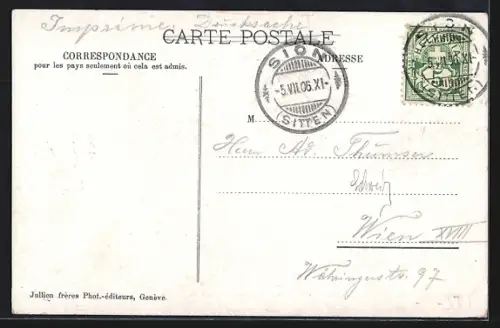 Imprimé. Drucksache
CARTE POSTALE
CORRESPONDANCE
pour les pays seulement où cela est admis.
ADRESSE
SION
-5.VII.06.XI-
(SITTEN)
M
Herrn Ad. Thürnser
Wien XVIII
Währingerstr. 97
Jullien frères Phot.-éditeurs, Genève.